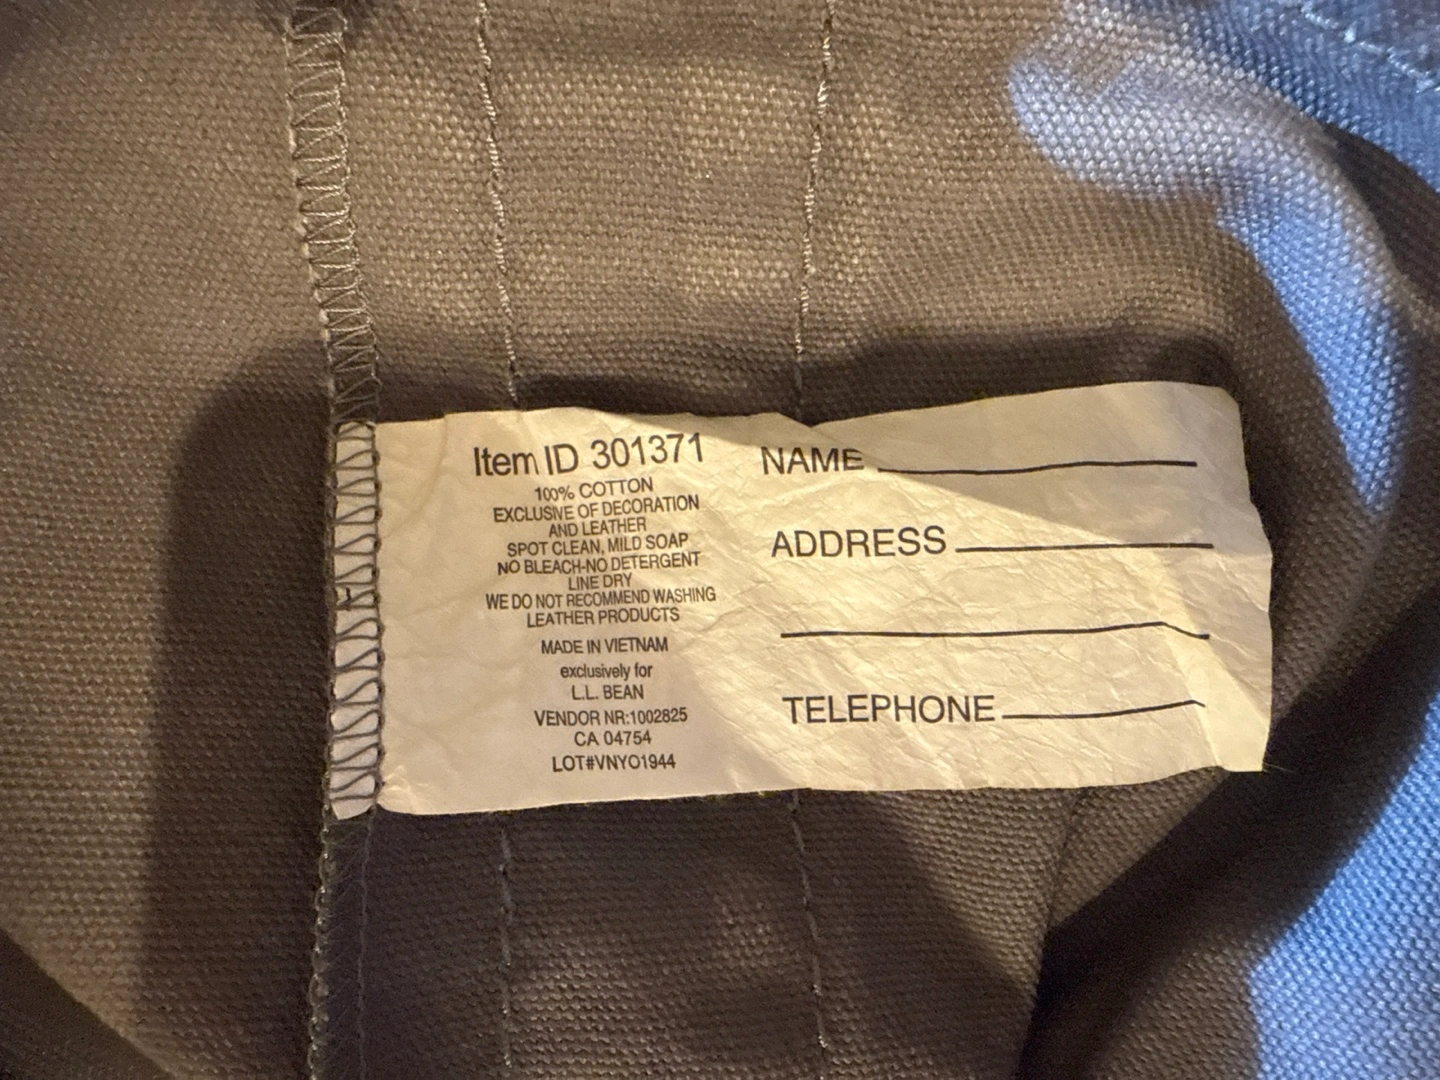 Item ID 301371
100% COTTON
EXCLUSIVE OF DECORATION
AND LEATHER
SPOT CLEAN, MILD SOAP
NO BLEACH-NO DETERGENT
LINE DRY
WE DO NOT RECOMMEND WASHING
LEATHER PRODUCTS
MADE IN VIETNAM
exclusively for
L.L. BEAN
VENDOR NR:1002825
CA 04754
LOT#VNYO1944
NAME
ADDRESS
TELEPHONE